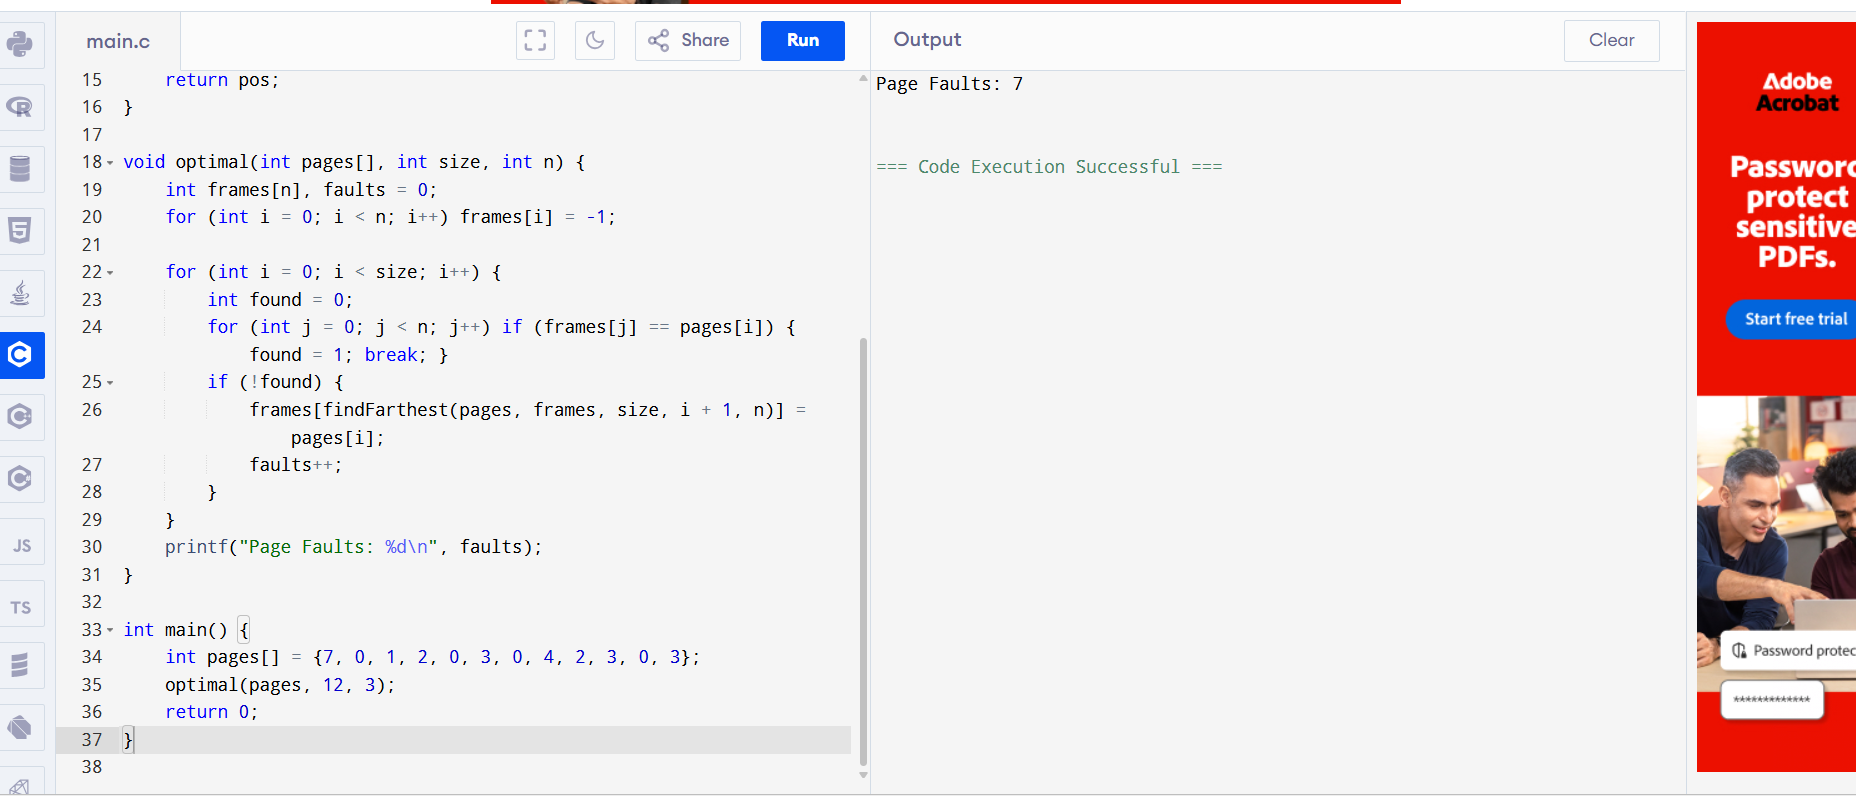 main.c
Share
Run
Output
Clear
15 return pos;
16 }
17
18 void optimal(int pages[], int size, int n) {
19 int frames[n], faults = 0;
20 for (int i = 0; i < n; i++) frames[i] = -1;
21
22 for (int i = 0; i < size; i++) {
23 int found = 0;
24 for (int j = 0; j < n; j++) if (frames[j] == pages[i]) {
found = 1; break; }
25 if (!found) {
26 frames[findFarthest(pages, frames, size, i + 1, n)] =
pages[i];
27 faults++;
28 }
29 }
30 printf("Page Faults: %d\n", faults);
31 }
32
33 int main() {
34 int pages[] = {7, 0, 1, 2, 0, 3, 0, 4, 2, 3, 0, 3};
35 optimal(pages, 12, 3);
36 return 0;
37 }
38
Page Faults: 7
=== Code Execution Successful ===
R
5
C
C
C
JS
TS
Adobe
Acrobat
Password
protect
sensitive
PDFs.
Start free trial
Password protec
*************